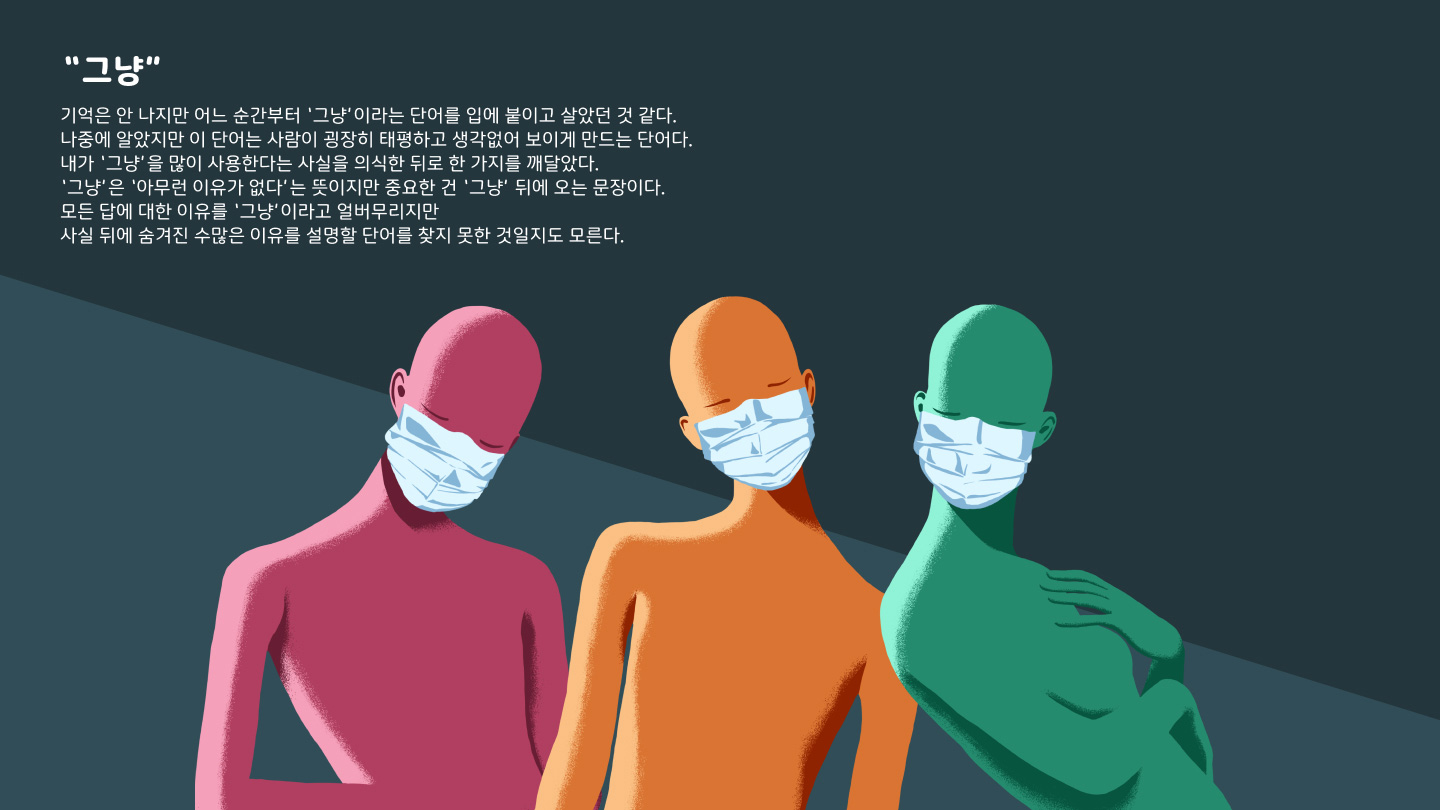 "그냥"
기억은 안 나지만 어느 순간부터 '그냥'이라는 단어를 입에 붙이고 살았던 것 같다.
나중에 알았지만 이 단어는 사람이 굉장히 태평하고 생각없어 보이게 만드는 단어다.
내가 '그냥'을 많이 사용한다는 사실을 의식한 뒤로 한 가지를 깨달았다.
'그냥'은 '아무런 이유가 없다'는 뜻이지만 중요한 건 '그냥' 뒤에 오는 문장이다.
모든 답에 대한 이유를 '그냥'이라고 얼버무리지만
사실 뒤에 숨겨진 수많은 이유를 설명할 단어를 찾지 못한 것일지도 모른다.